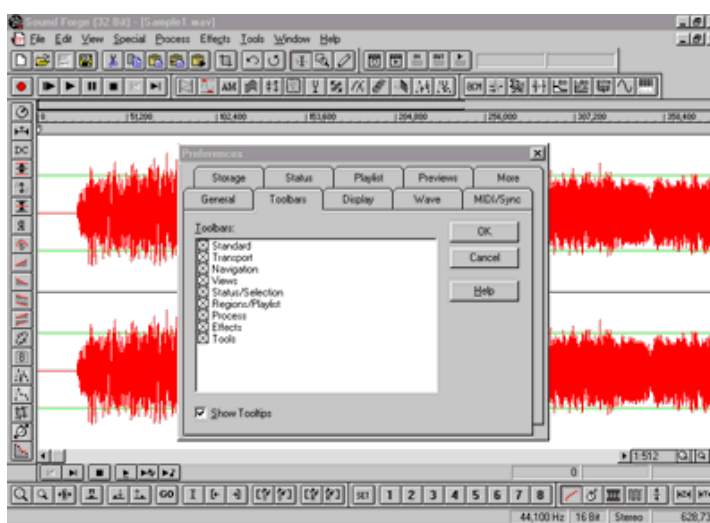 Sound Forge (32 Bit) - [Sample1.wav]
File Edit View Special Process Effects Tools Window Help
AM
BCM
51,200 102,400 153,600 204,800 256,000 307,200 358,400
DC
Preferences
Storage Status Playlist Previews More
General Toolbars Display Wave MIDI/Sync
Toolbars:
Standard
Transport
Navigation
Views
Status/Selection
Regions/Playlist
Process
Effects
Tools
OK
Cancel
Help
Show Tooltips
1:512
0
GO
SET 1 2 3 4 5 6 7 8
44,100 Hz 16 Bit Stereo